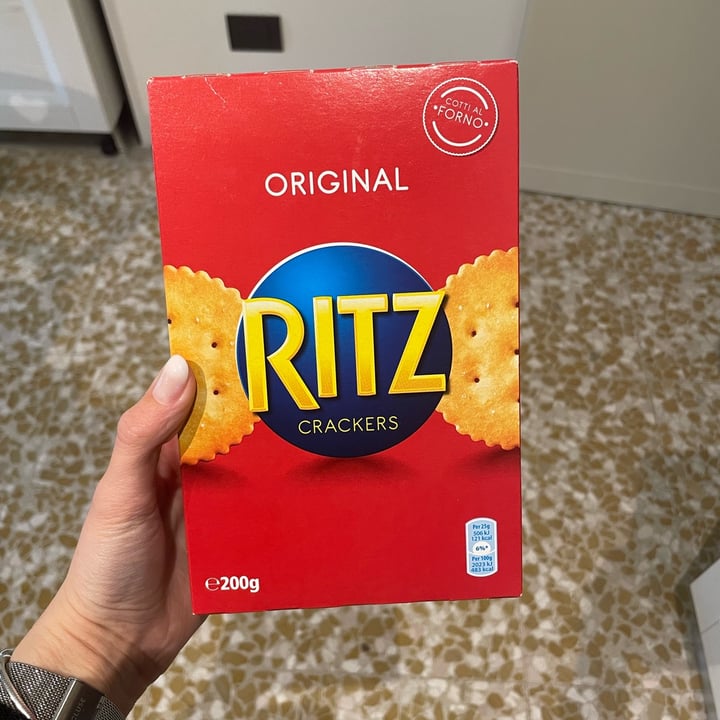 COTTI AL
FORNO
ORIGINAL
RITZ
CRACKERS
Per 25g
506 kJ
121 kcal
6%*
Per 100g
2023 kJ
483 kcal
℮200g